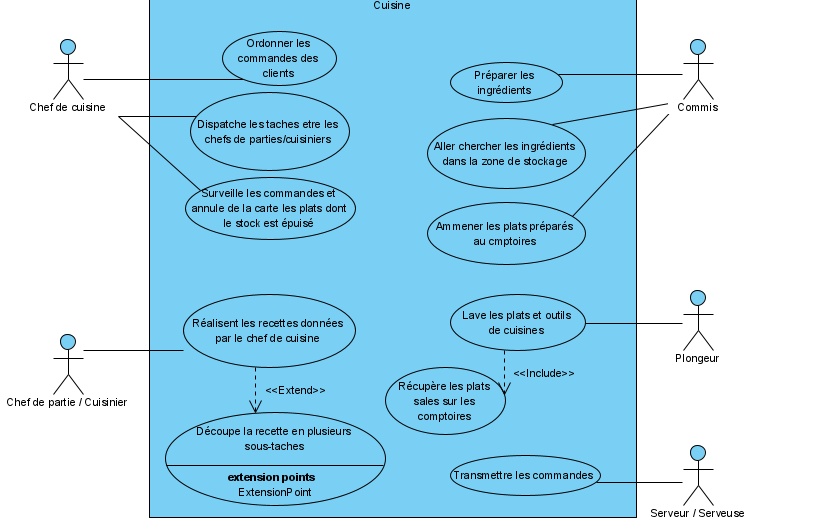 Cuisine
Ordonner les
commandes des
clients
Chef de cuisine
Dispatche les taches etre les
chefs de parties/cuisiniers
Surveille les commandes et
annule de la carte les plats dont
le stock est épuisé
Préparer les
ingrédients
Commis
Aller chercher les ingrédients
dans la zone de stockage
Ammener les plats préparés
au cmptoires
Réalisent les recettes données
par le chef de cuisine
Chef de partie / Cuisinier
<<Extend>>
Découpe la recette en plusieurs
sous-taches
extension points
ExtensionPoint
Lave les plats et outils
de cuisines
Plongeur
<<Include>>
Récupère les plats
sales sur les
comptoires
Transmettre les commandes
Serveur / Serveuse